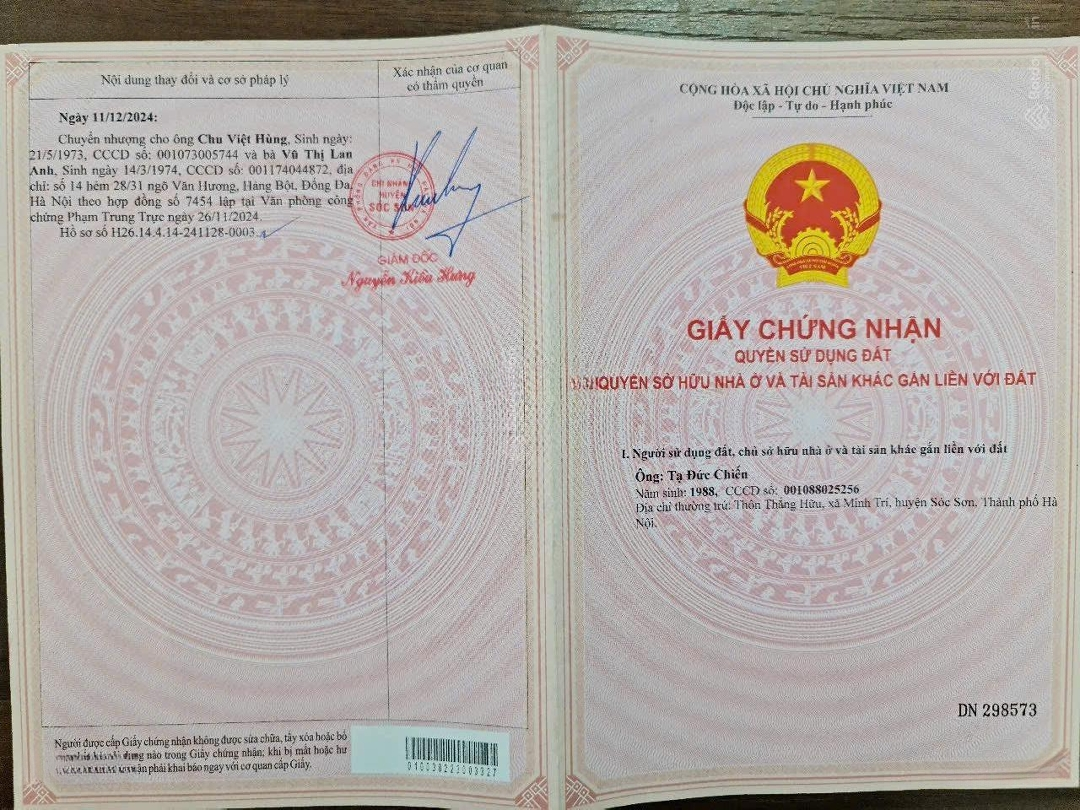 Nội dung thay đổi và cơ sở pháp lý
Xác nhận của cơ quan
có thẩm quyền
Ngày 11/12/2024:
Chuyển nhượng cho ông Chu Việt Hùng, Sinh ngày:
21/5/1973, CCCD số: 001073005744 và bà Vũ Thị Lan
Anh, Sinh ngày 14/3/1974, CCCD số: 001174044872, địa
chỉ: số 14 hẻm 28/31 ngõ Văn Hương, Hàng Bột, Đống Đa,
Hà Nội theo hợp đồng số 7454 lập tại Văn phòng công
chứng Phạm Trung Trực ngày 26/11/2024.
Hồ sơ số H26.14.4.14-241128-0003
CHI NHÁNH
HUYỆN
SÓC SƠN
GIÁM ĐỐC
Nguyễn Kiều Hưng
Người được cấp Giấy chứng nhận không được sửa chữa, tẩy xóa hoặc bổ
dung nào trong Giấy chứng nhận; khi bị mất hoặc hư
phải khai báo ngay với cơ quan cấp Giấy.
CỘNG HÒA XÃ HỘI CHỦ NGHĨA VIỆT NAM
Độc lập - Tự do - Hạnh phúc
VIỆT NAM
GIẤY CHỨNG NHẬN
QUYỀN SỬ DỤNG ĐẤT
QUYỀN SỞ HỮU NHÀ Ở VÀ TÀI SẢN KHÁC GẮN LIỀN VỚI ĐẤT
I. Người sử dụng đất, chủ sở hữu nhà ở và tài sản khác gắn liền với đất
Ông: Tạ Đức Chiến
Năm sinh: 1988, CCCD số: 001088025256
Địa chỉ thường trú: Thôn Thắng Hữu, xã Minh Trí, huyện Sóc Sơn, Thành phố Hà
Nội.
DN 298573